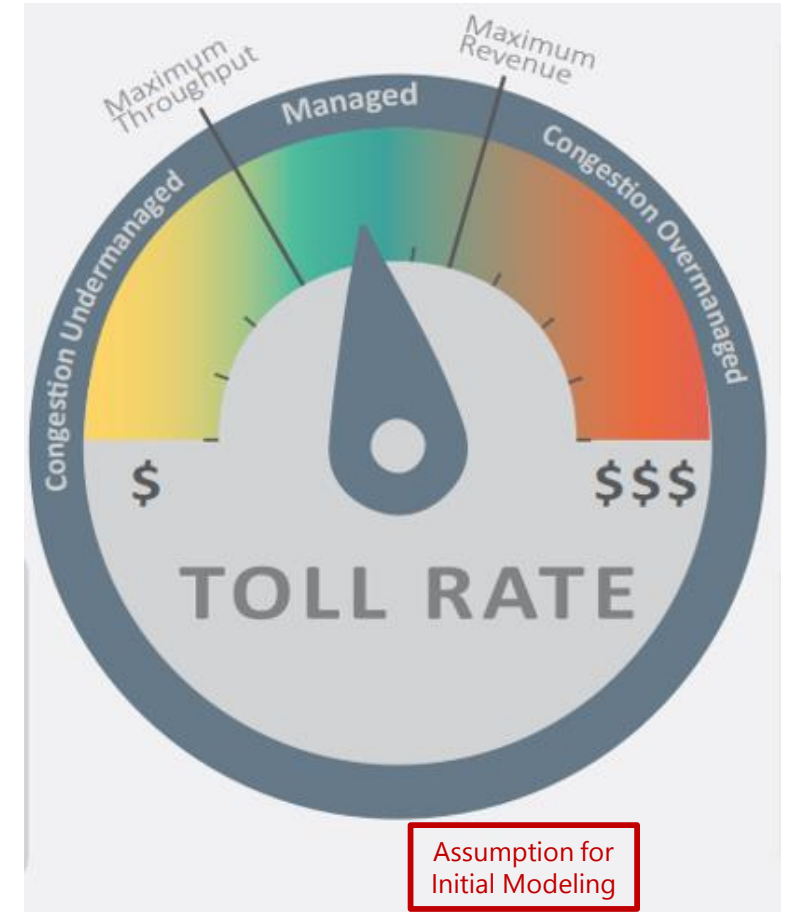 Maximum
Throughput
Maximum
Revenue
Congestion Undermanaged
Managed
Congestion Overmanaged
$
$$$
TOLL RATE
Assumption for
Initial Modeling